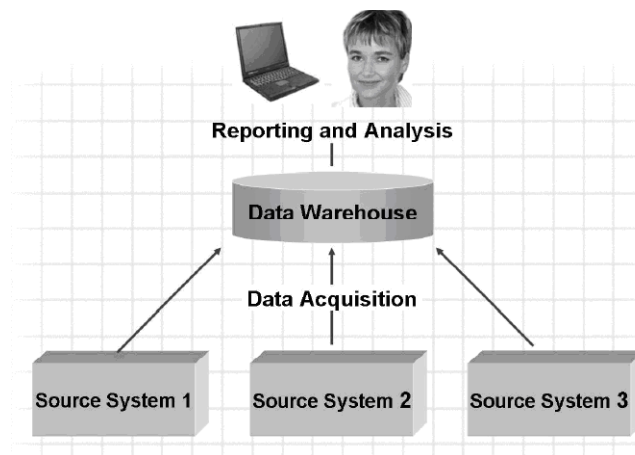 Reporting and Analysis
Data Warehouse
Data Acquisition
Source System 1
Source System 2
Source System 3